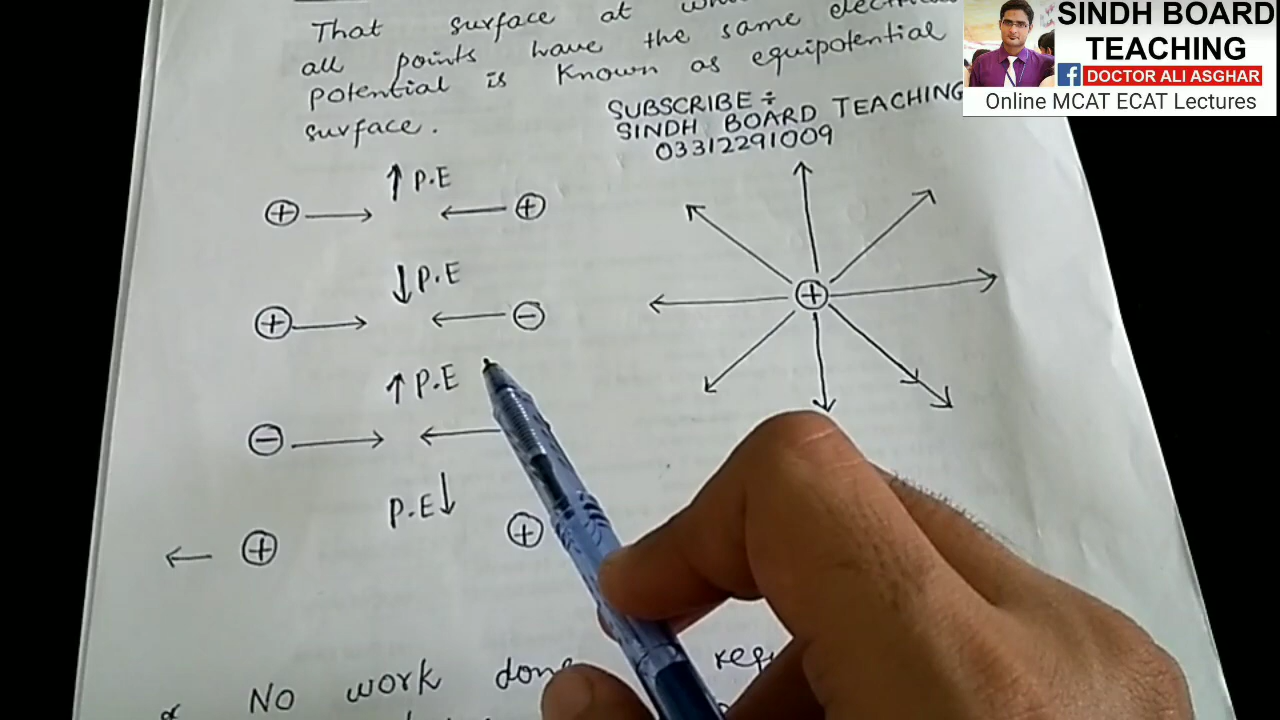 That surface at
all points have the same
potential is known as equipotential
surface.
SUBSCRIBE ÷
SINDH BOARD TEACHING
03312291009
↑ P.E
+ → ← +
↓ P.E
+ → ← −
↑ P.E
− → ←
P.E ↓
← + +
+
No work done
SINDH BOARD
TEACHING
f DOCTOR ALI ASGHAR
Online MCAT ECAT Lectures